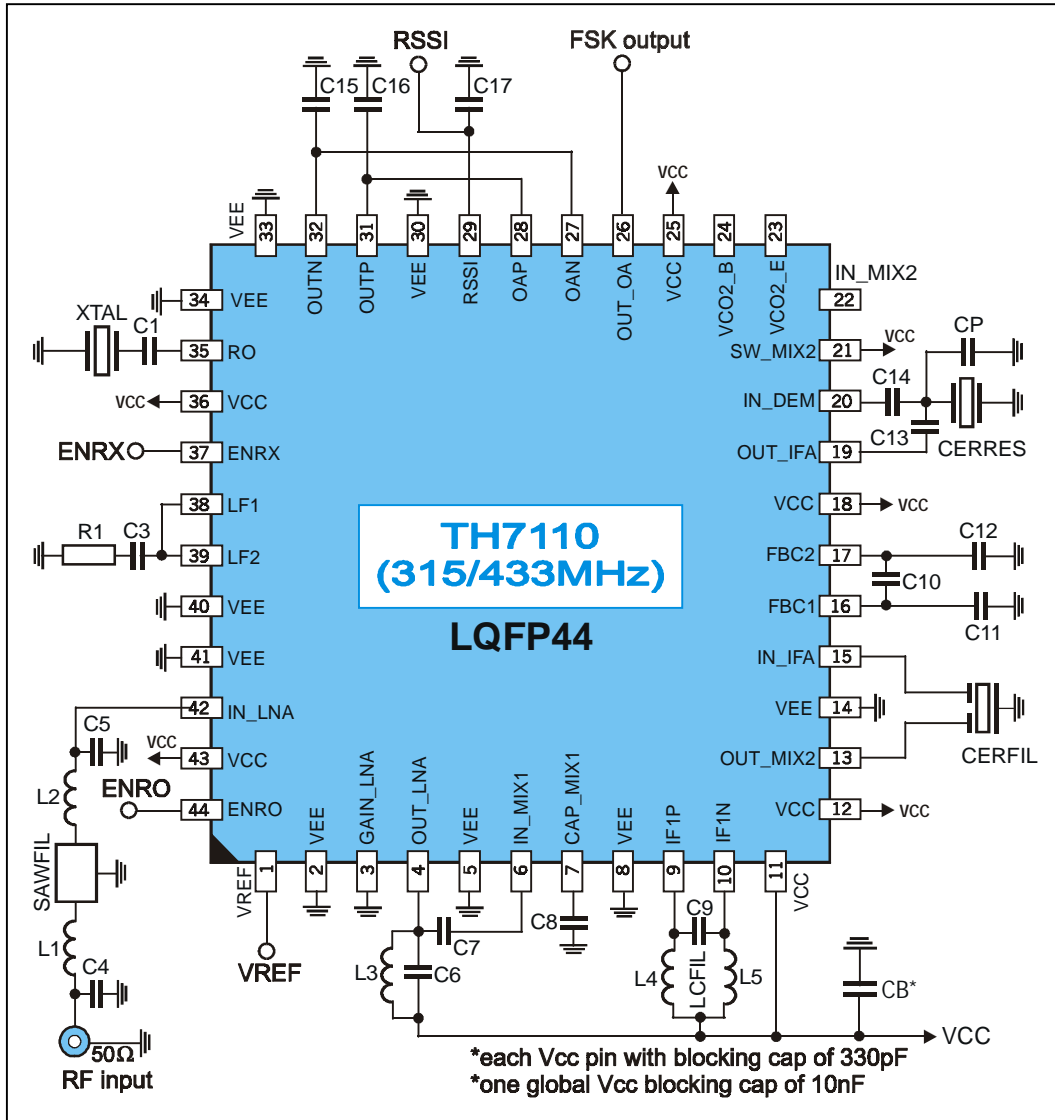 RSSI
FSK output
C15
C16
C17
VCC
VEE
33
32
31
30
29
28
27
26
25
24
23
OUTN
OUTP
VEE
RSSI
OAP
OAN
OUT_OA
VCC
VCO2_B
VCO2_E
IN_MIX2
22
34
VEE
XTAL
C1
35
RO
SW_MIX2
21
VCC
CP
VCC
36
VCC
IN_DEM
20
C14
ENRX
37
ENRX
OUT_IFA
19
C13
CERRES
38
LF1
VCC
18
VCC
R1
C3
39
LF2
FBC2
17
C12
C10
40
VEE
FBC1
16
C11
41
VEE
IN_IFA
15
42
IN_LNA
VEE
14
C5
VCC
43
VCC
OUT_MIX2
13
CERFIL
L2
ENRO
44
ENRO
VCC
12
VCC
TH7110
(315/433MHz)
LQFP44
VEE
GAIN_LNA
OUT_LNA
VEE
IN_MIX1
CAP_MIX1
VEE
IF1P
IF1N
VREF
1
2
3
4
5
6
7
8
9
10
11
VCC
SAWFIL
L1
C4
VREF
C7
C8
C9
L3
C6
L4
LCFIL
L5
CB*
VCC
50Ω
RF input
*each Vcc pin with blocking cap of 330pF
*one global Vcc blocking cap of 10nF